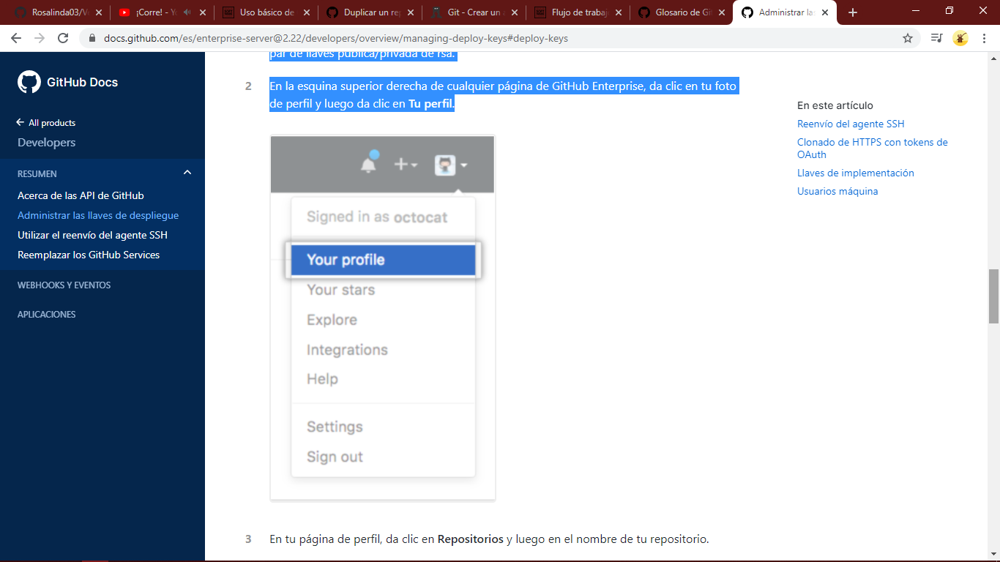 Rosalinda03/V
¡Corre! - Y
Uso básico de
Duplicar un re
Git - Crear un
Flujo de trabaj
Glosario de Gi
Administrar las
docs.github.com/es/enterprise-server@2.22/developers/overview/managing-deploy-keys#deploy-keys
GitHub Docs
All products
Developers
RESUMEN
Acerca de las API de GitHub
Administrar las llaves de despliegue
Utilizar el reenvío del agente SSH
Reemplazar los GitHub Services
WEBHOOKS Y EVENTOS
APLICACIONES
par de llaves pública/privada de rsa.
2 En la esquina superior derecha de cualquier página de GitHub Enterprise, da clic en tu foto
de perfil y luego da clic en Tu perfil.
Signed in as octocat
Your profile
Your stars
Explore
Integrations
Help
Settings
Sign out
3 En tu página de perfil, da clic en Repositorios y luego en el nombre de tu repositorio.
En este artículo
Reenvío del agente SSH
Clonado de HTTPS con tokens de
OAuth
Llaves de implementación
Usuarios máquina